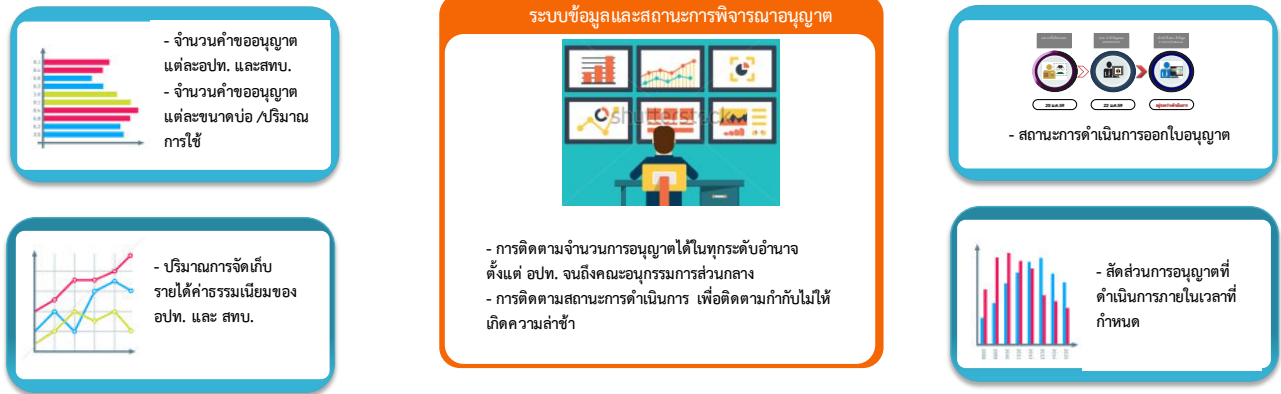 - จำนวนคำขออนุญาต
แต่ละอปท. และสทบ.
- จำนวนคำขออนุญาต
แต่ละขนาดบ่อ /ปริมาณ
การใช้
- ปริมาณการจัดเก็บ
รายได้ค่าธรรมเนียมของ
อปท. และ สทบ.
ระบบข้อมูลและสถานะการพิจารณาอนุญาต
shutterstock
- การติดตามจำนวนการอนุญาตได้ในทุกระดับอำนาจ
ตั้งแต่ อปท. จนถึงคณะอนุกรรมการส่วนกลาง
- การติดตามสถานะการดำเนินการ เพื่อติดตามกำกับไม่ให้
เกิดความล่าช้า
- สถานะการดำเนินการออกใบอนุญาต
- สัดส่วนการอนุญาตที่
ดำเนินการภายในเวลาที่
กำหนด